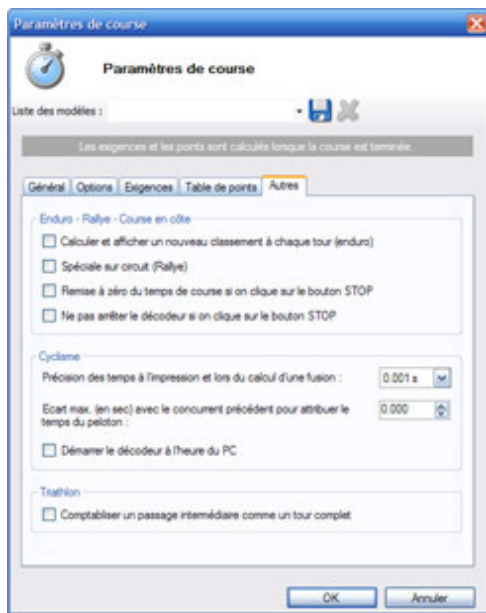 Paramètres de course
Paramètres de course
Liste des modèles :
Les exigences et les points sont calculés lorsque la course est terminée.
Général Options Exigences Table de points Autres
Enduro - Rallye - Course en côte
Calculer et afficher un nouveau classement à chaque tour (enduro)
Spéciale sur circuit (Rallye)
Remise à zéro du temps de course si on clique sur le bouton STOP
Ne pas arrêter le décodeur si on clique sur le bouton STOP
Cyclisme
Précision des temps à l'impression et lors du calcul d'une fusion : 0.001 s
Ecart max. (en sec) avec le concurrent précédent pour attribuer le 0.000
temps du peloton :
Démarrer le décodeur à l'heure du PC
Triathlon
Comptabliser un passage intermédiaire comme un tour complet
OK Annuler